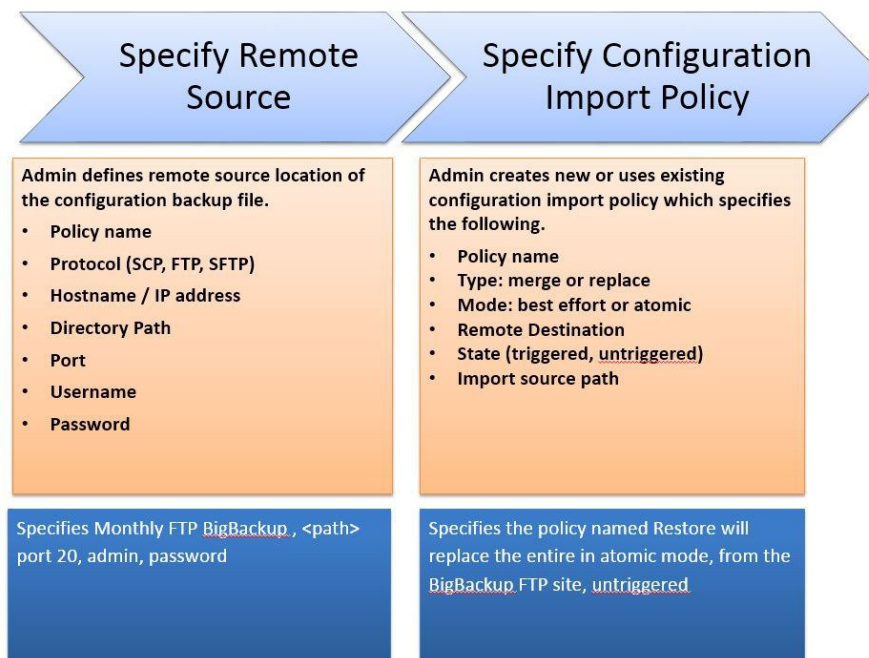 Specify Remote
Source
Specify Configuration
Import Policy
Admin defines remote source location of
the configuration backup file.
• Policy name
• Protocol (SCP, FTP, SFTP)
• Hostname / IP address
• Directory Path
• Port
• Username
• Password
Admin creates new or uses existing
configuration import policy which specifies
the following.
• Policy name
• Type: merge or replace
• Mode: best effort or atomic
• Remote Destination
• State (triggered, untriggered)
• Import source path
Specifies Monthly FTP BigBackup , <path>
port 20, admin, password
Specifies the policy named Restore will
replace the entire in atomic mode, from the
BigBackup FTP site, untriggered